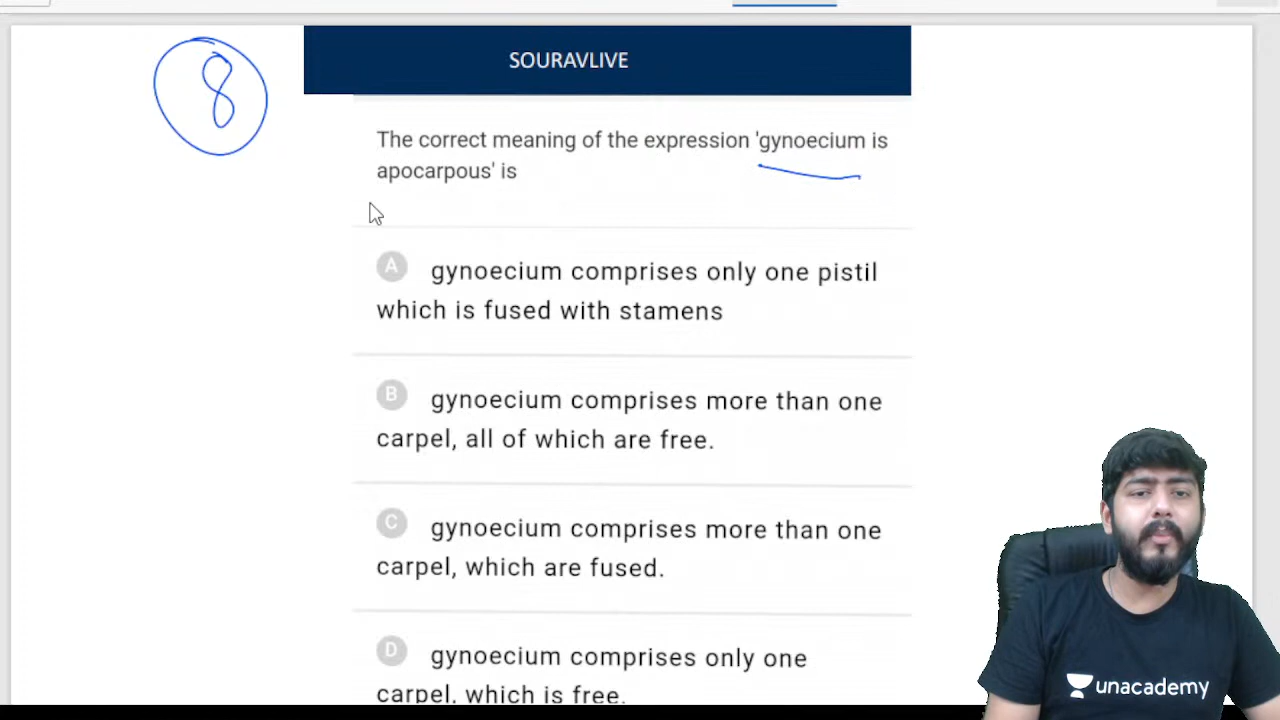 8
SOURAVLIVE
The correct meaning of the expression 'gynoecium is
apocarpous' is
A gynoecium comprises only one pistil
which is fused with stamens
B gynoecium comprises more than one
carpel, all of which are free.
C gynoecium comprises more than one
carpel, which are fused.
D gynoecium comprises only one
carpel, which is free.
unacademy